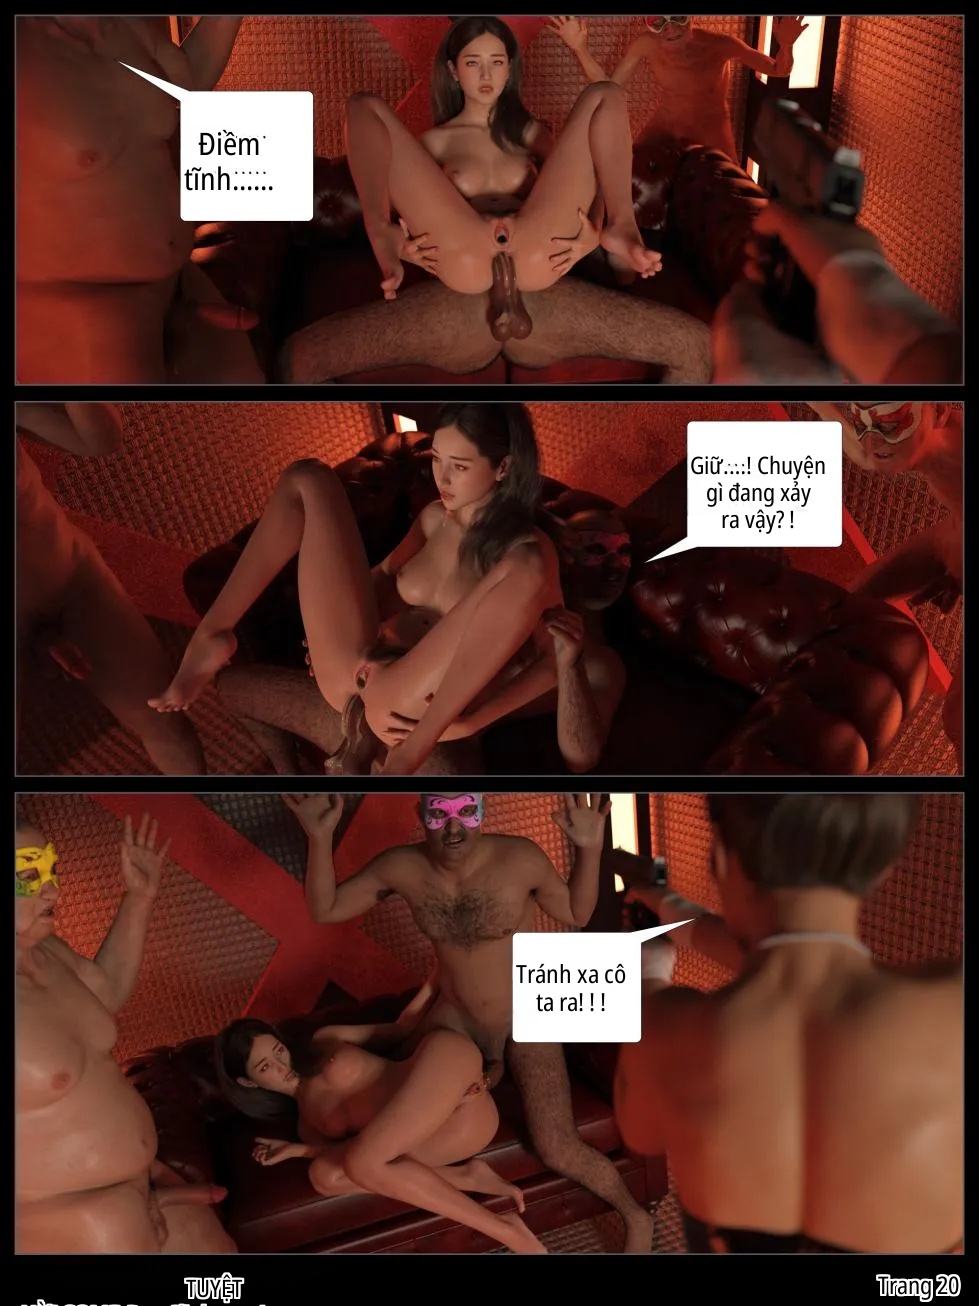 Điềm
tĩnh......
Giữ....! Chuyện
gì đang xảy
ra vậy? !
Tránh xa cô
ta ra! ! !
TUYỆT
Trang 20